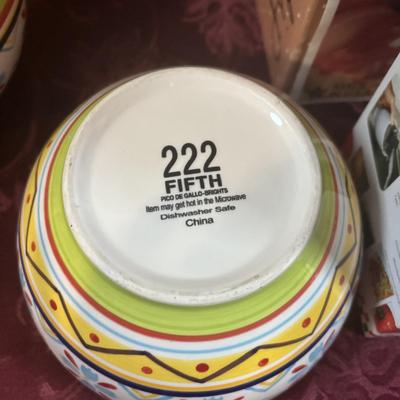 222
FIFTH
PICO DE GALLO-BRIGHTS
Item may get hot in the Microwave
Dishwasher Safe
China